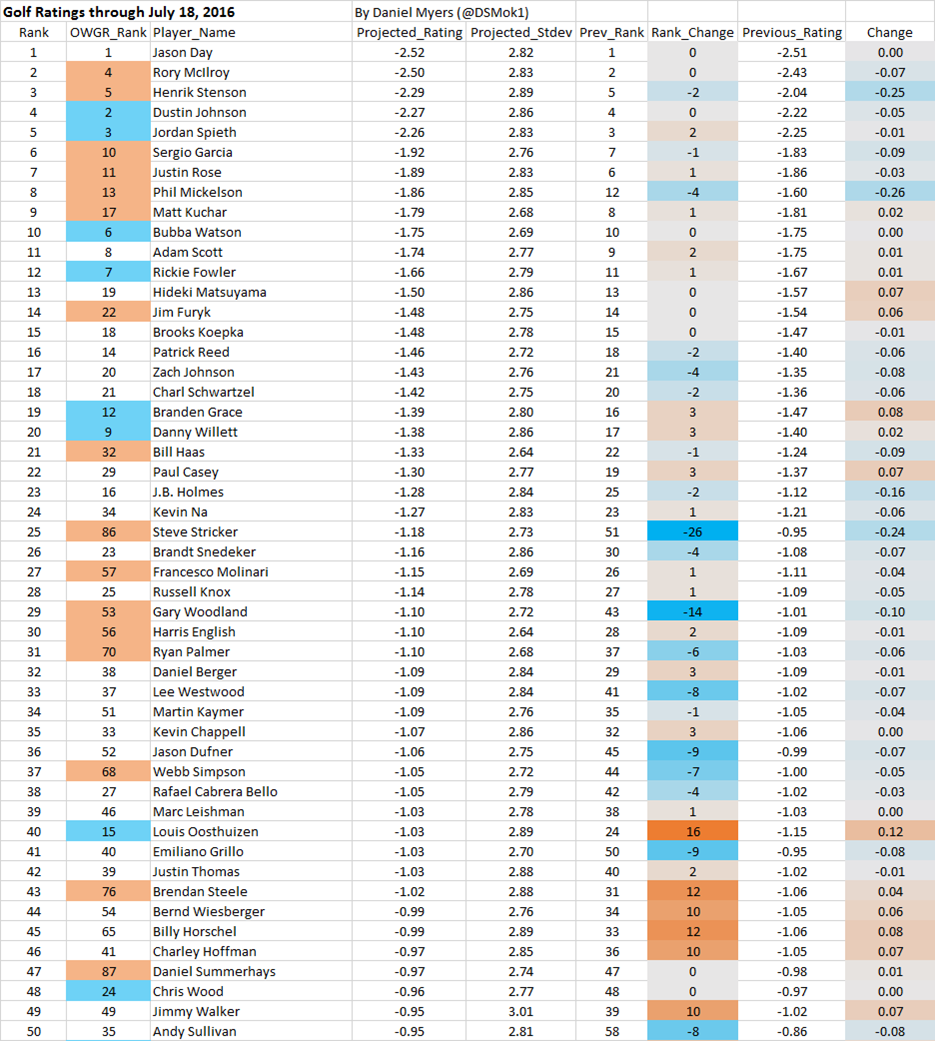 Golf Ratings through July 18, 2016 By Daniel Myers (@DSMok1)
Rank OWGR_Rank Player_Name Projected_Rating Projected_Stdev Prev_Rank Rank_Change Previous_Rating Change
1 1 Jason Day -2.52 2.82 1 0 -2.51 0.00
2 4 Rory McIlroy -2.50 2.83 2 0 -2.43 -0.07
3 5 Henrik Stenson -2.29 2.89 5 -2 -2.04 -0.25
4 2 Dustin Johnson -2.27 2.86 4 0 -2.22 -0.05
5 3 Jordan Spieth -2.26 2.83 3 2 -2.25 -0.01
6 10 Sergio Garcia -1.92 2.76 7 -1 -1.83 -0.09
7 11 Justin Rose -1.89 2.83 6 1 -1.86 -0.03
8 13 Phil Mickelson -1.86 2.85 12 -4 -1.60 -0.26
9 17 Matt Kuchar -1.79 2.68 8 1 -1.81 0.02
10 6 Bubba Watson -1.75 2.69 10 0 -1.75 0.00
11 8 Adam Scott -1.74 2.77 9 2 -1.75 0.01
12 7 Rickie Fowler -1.66 2.79 11 1 -1.67 0.01
13 19 Hideki Matsuyama -1.50 2.86 13 0 -1.57 0.07
14 22 Jim Furyk -1.48 2.75 14 0 -1.54 0.06
15 18 Brooks Koepka -1.48 2.78 15 0 -1.47 -0.01
16 14 Patrick Reed -1.46 2.72 18 -2 -1.40 -0.06
17 20 Zach Johnson -1.43 2.76 21 -4 -1.35 -0.08
18 21 Charl Schwartzel -1.42 2.75 20 -2 -1.36 -0.06
19 12 Branden Grace -1.39 2.80 16 3 -1.47 0.08
20 9 Danny Willett -1.38 2.86 17 3 -1.40 0.02
21 32 Bill Haas -1.33 2.64 22 -1 -1.24 -0.09
22 29 Paul Casey -1.30 2.77 19 3 -1.37 0.07
23 16 J.B. Holmes -1.28 2.84 25 -2 -1.12 -0.16
24 34 Kevin Na -1.27 2.83 23 1 -1.21 -0.06
25 86 Steve Stricker -1.18 2.73 51 -26 -0.95 -0.24
26 23 Brandt Snedeker -1.16 2.86 30 -4 -1.08 -0.07
27 57 Francesco Molinari -1.15 2.69 26 1 -1.11 -0.04
28 25 Russell Knox -1.14 2.78 27 1 -1.09 -0.05
29 53 Gary Woodland -1.10 2.72 43 -14 -1.01 -0.10
30 56 Harris English -1.10 2.64 28 2 -1.09 -0.01
31 70 Ryan Palmer -1.10 2.68 37 -6 -1.03 -0.06
32 38 Daniel Berger -1.09 2.84 29 3 -1.09 -0.01
33 37 Lee Westwood -1.09 2.84 41 -8 -1.02 -0.07
34 51 Martin Kaymer -1.09 2.76 35 -1 -1.05 -0.04
35 33 Kevin Chappell -1.07 2.86 32 3 -1.06 0.00
36 52 Jason Dufner -1.06 2.75 45 -9 -0.99 -0.07
37 68 Webb Simpson -1.05 2.72 44 -7 -1.00 -0.05
38 27 Rafael Cabrera Bello -1.05 2.79 42 -4 -1.02 -0.03
39 46 Marc Leishman -1.03 2.78 38 1 -1.03 0.00
40 15 Louis Oosthuizen -1.03 2.89 24 16 -1.15 0.12
41 40 Emiliano Grillo -1.03 2.70 50 -9 -0.95 -0.08
42 39 Justin Thomas -1.03 2.88 40 2 -1.02 -0.01
43 76 Brendan Steele -1.02 2.88 31 12 -1.06 0.04
44 54 Bernd Wiesberger -0.99 2.76 34 10 -1.05 0.06
45 65 Billy Horschel -0.99 2.89 33 12 -1.06 0.08
46 41 Charley Hoffman -0.97 2.85 36 10 -1.05 0.07
47 87 Daniel Summerhays -0.97 2.74 47 0 -0.98 0.01
48 24 Chris Wood -0.96 2.77 48 0 -0.97 0.00
49 49 Jimmy Walker -0.95 3.01 39 10 -1.02 0.07
50 35 Andy Sullivan -0.95 2.81 58 -8 -0.86 -0.08